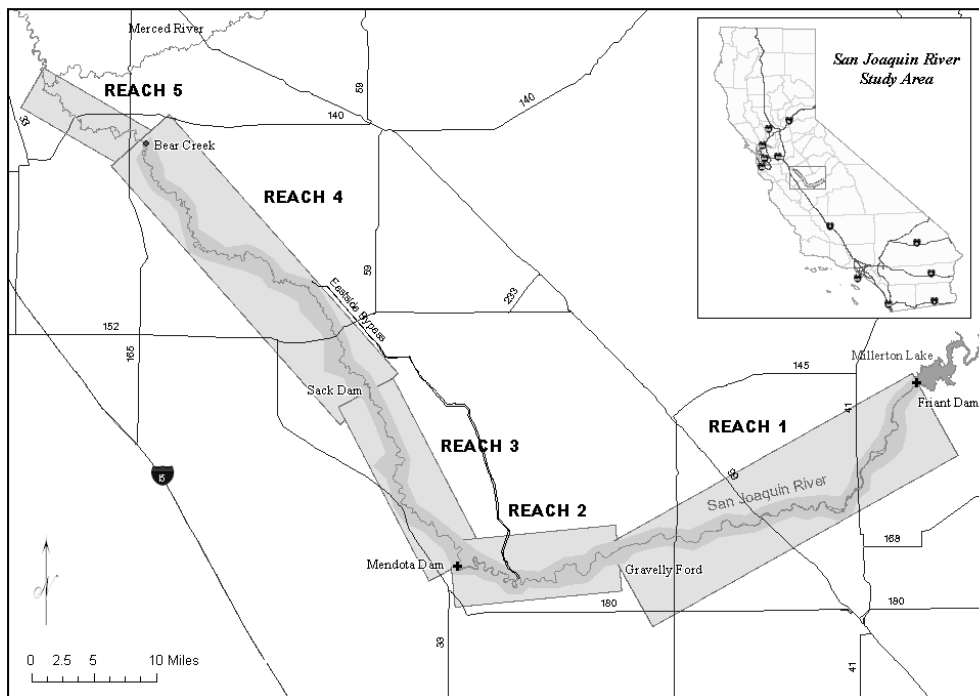 Merced River
REACH 5
33
59
140
140
Bear Creek
REACH 4
San Joaquin River
Study Area
59
Eastside Bypass
233
152
165
Sack Dam
Millerton Lake
145
41
Friant Dam
REACH 1
REACH 3
99
San Joaquin River
5
REACH 2
168
Mendota Dam
Gravelly Ford
180
180
33
41
0 2.5 5 10 Miles